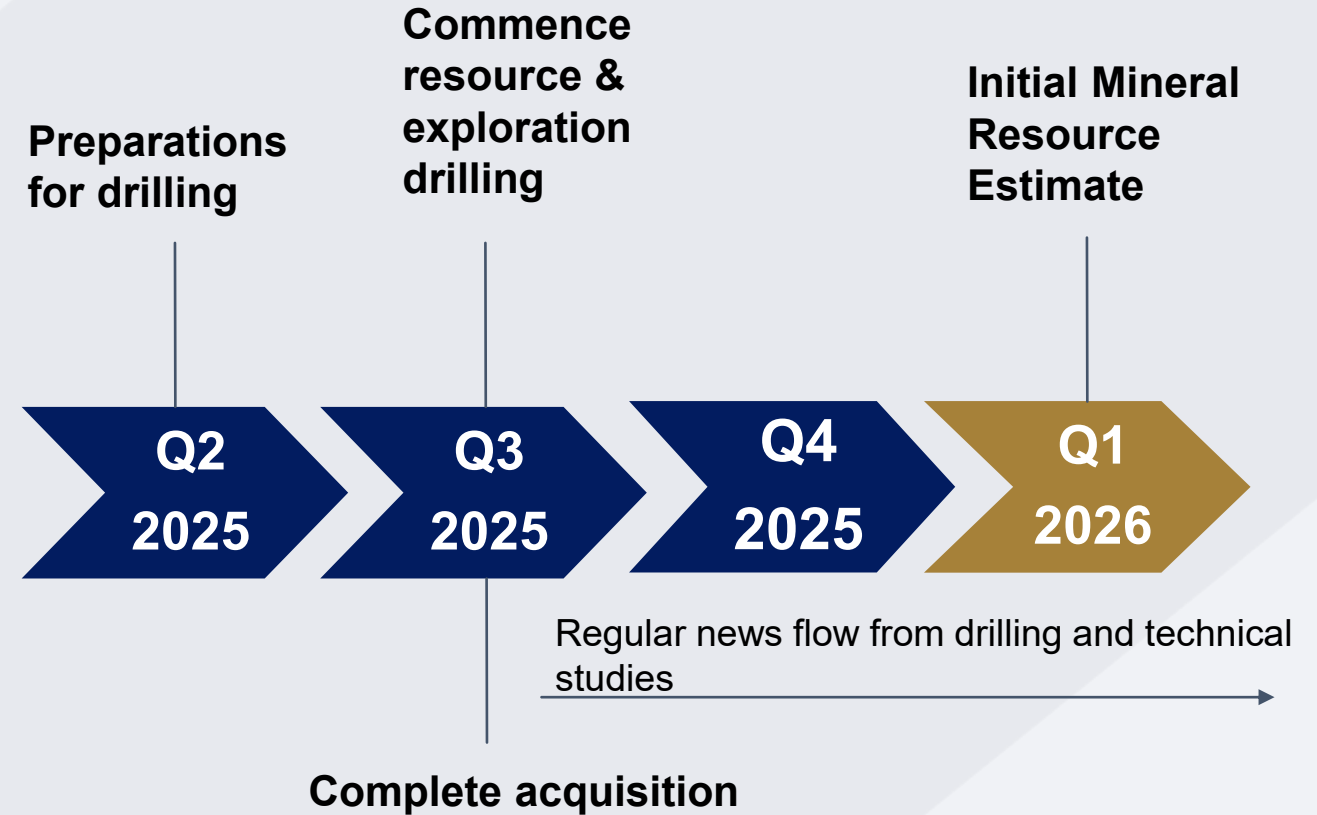 Commence
resource &
exploration
drilling
Initial Mineral
Resource
Estimate
Preparations
for drilling
Q2
2025
Q3
2025
Q4
2025
Q1
2026
Regular news flow from drilling and technical
studies
Complete acquisition